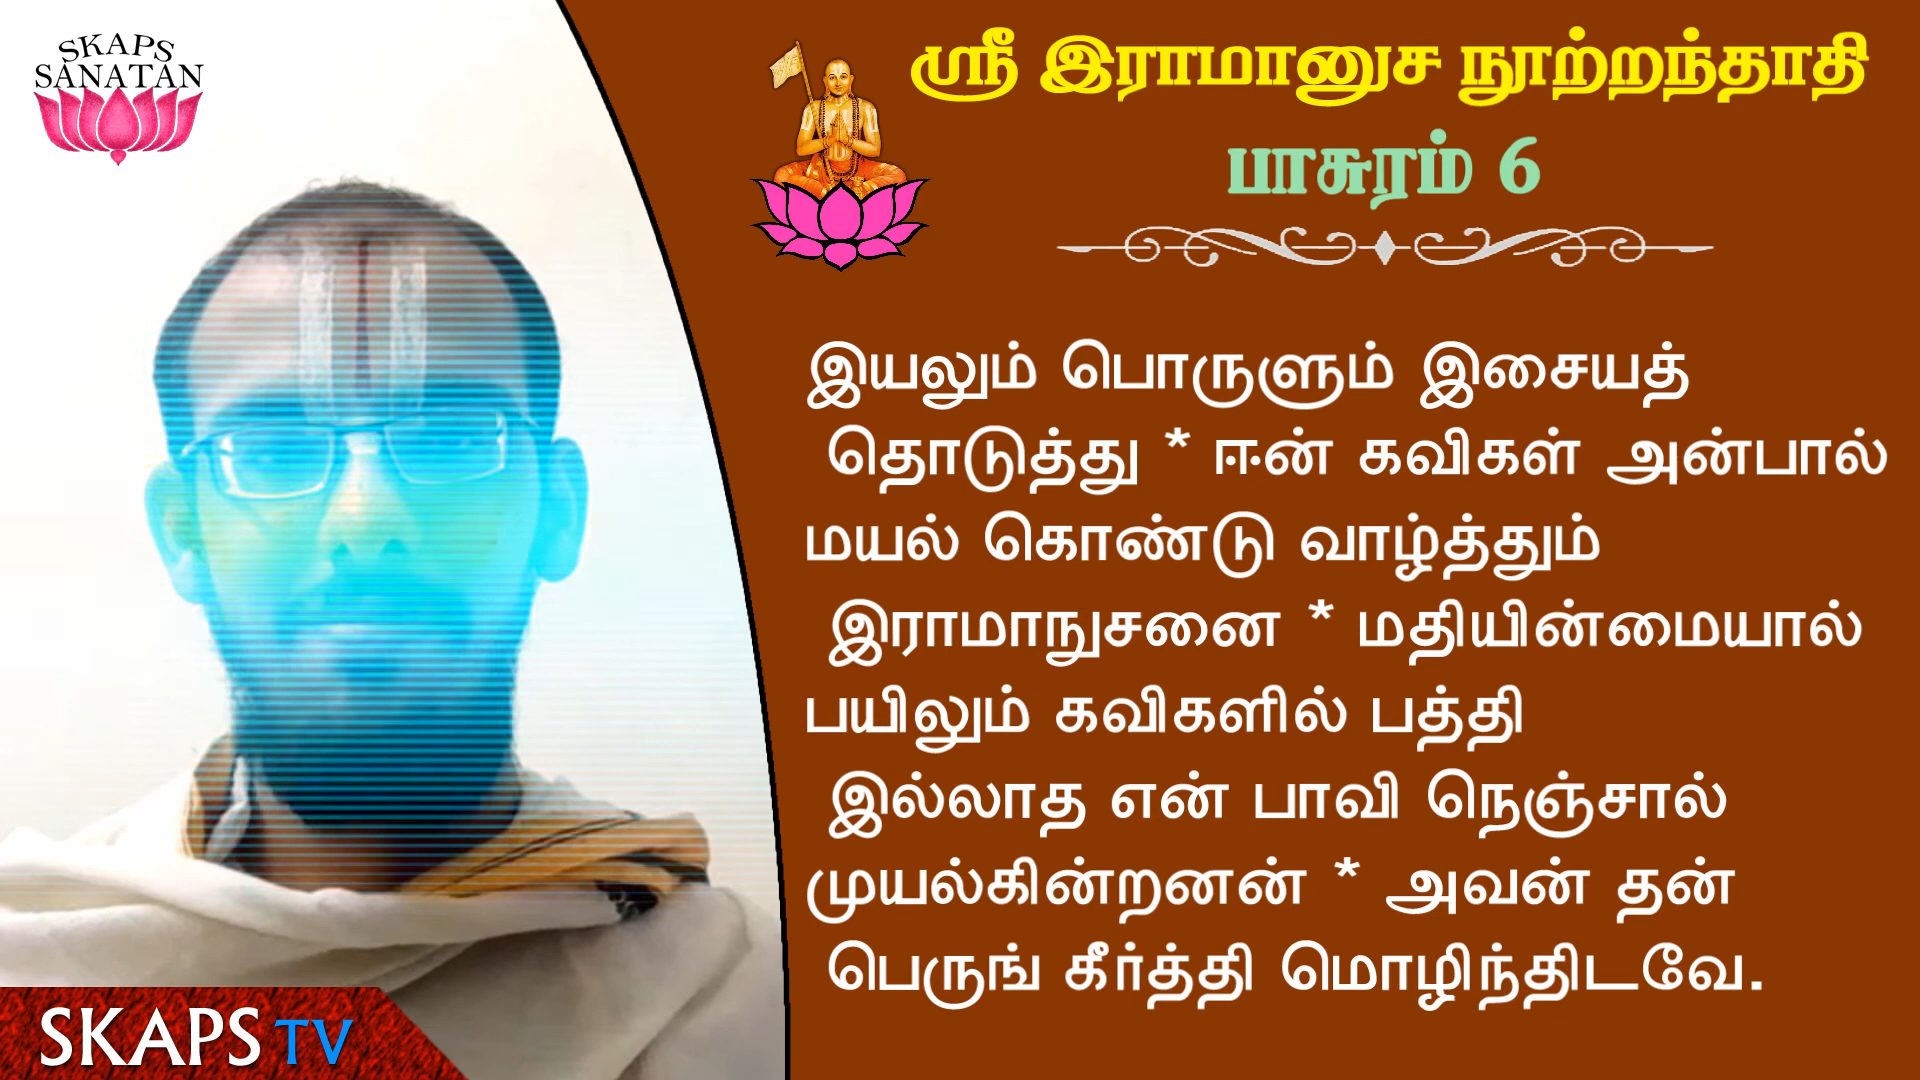 SKAPS
SANATAN
ஸ்ரீ இராமானுச நூற்றந்தாதி
பாசுரம் 6
இயலும் பொருளும் இசையத்
தொடுத்து * ஈன் கவிகள் அன்பால்
மயல் கொண்டு வாழ்த்தும்
இராமாநுசனை * மதியின்மையால்
பயிலும் கவிகளில் பத்தி
இல்லாத என் பாவி நெஞ்சால்
முயல்கின்றனன் * அவன் தன்
பெருங் கீர்த்தி மொழிந்திடவே.
SKAPS TV